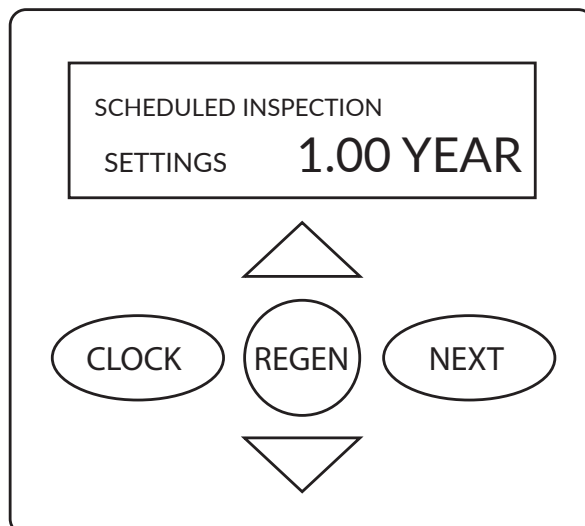 SCHEDULED INSPECTION
SETTINGS 1.00 YEAR
CLOCK REGEN NEXT